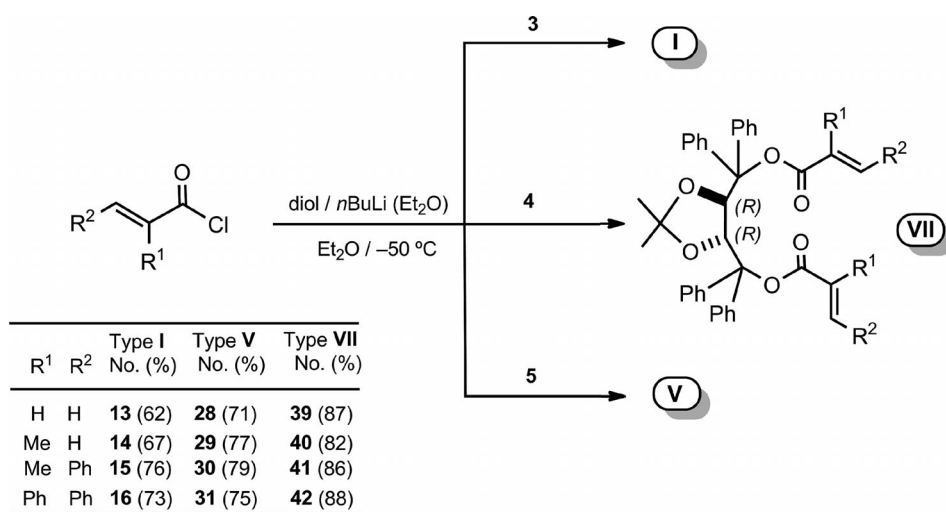 3
I
Ph
Ph
R1
R2
O
O
O
diol / nBuLi (Et2O)
4
(R)
R2
Cl
O
Et2O / –50 ºC
(R)
VII
R1
O
O
O
R1
Ph
Ph
R2
5
V
Type I Type V Type VII
R1 R2 No. (%) No. (%) No. (%)
H H 13 (62) 28 (71) 39 (87)
Me H 14 (67) 29 (77) 40 (82)
Me Ph 15 (76) 30 (79) 41 (86)
Ph Ph 16 (73) 31 (75) 42 (88)